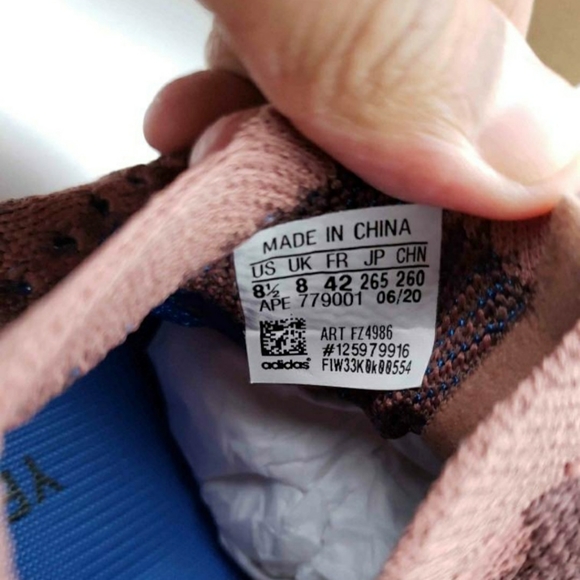 MADE IN CHINA
US UK FR JP CHN
8½ 8 42 265 260
APE 779001 06/20
ART FZ4986
#125979916
adidas®
F1W33K0k00554